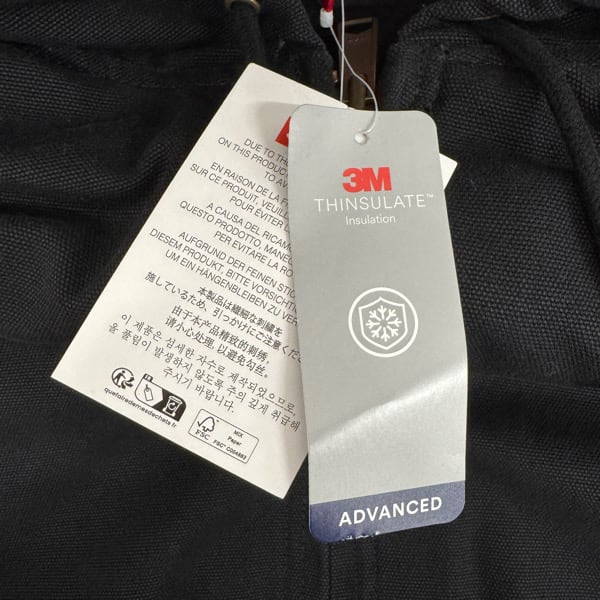 DUE TO THE
ON THIS PRODUC
TO AV
EN RAISON DE LA F
SUR CE PRODUIT, VEUIL
POUR ÉVITER
A CAUSA DEL RICAM
QUESTO PRODOTTO, MANEG
PER EVITARE LA RO
AUFGRUND DER FEINEN STIC
DIESEM PRODUKT, BITTE VORSICHTI
UM EIN HÄNGENBLEIBEN ZU VER
本製品は繊細な刺繍を
施しているため、引っかけにご注意くださ
由于本产品精致的刺绣，
请小心处理，以避免勾丝。
이 제품은 섬세한 자수로 제작되었으므로,
올 풀림이 발생하지 않도록 주의 깊게 취급해
주시기 바랍니다.
quefairedemesdechets.fr
FSC
MIX
Paper
FSC® C004883
3M
THINSULATE™
Insulation
ADVANCED